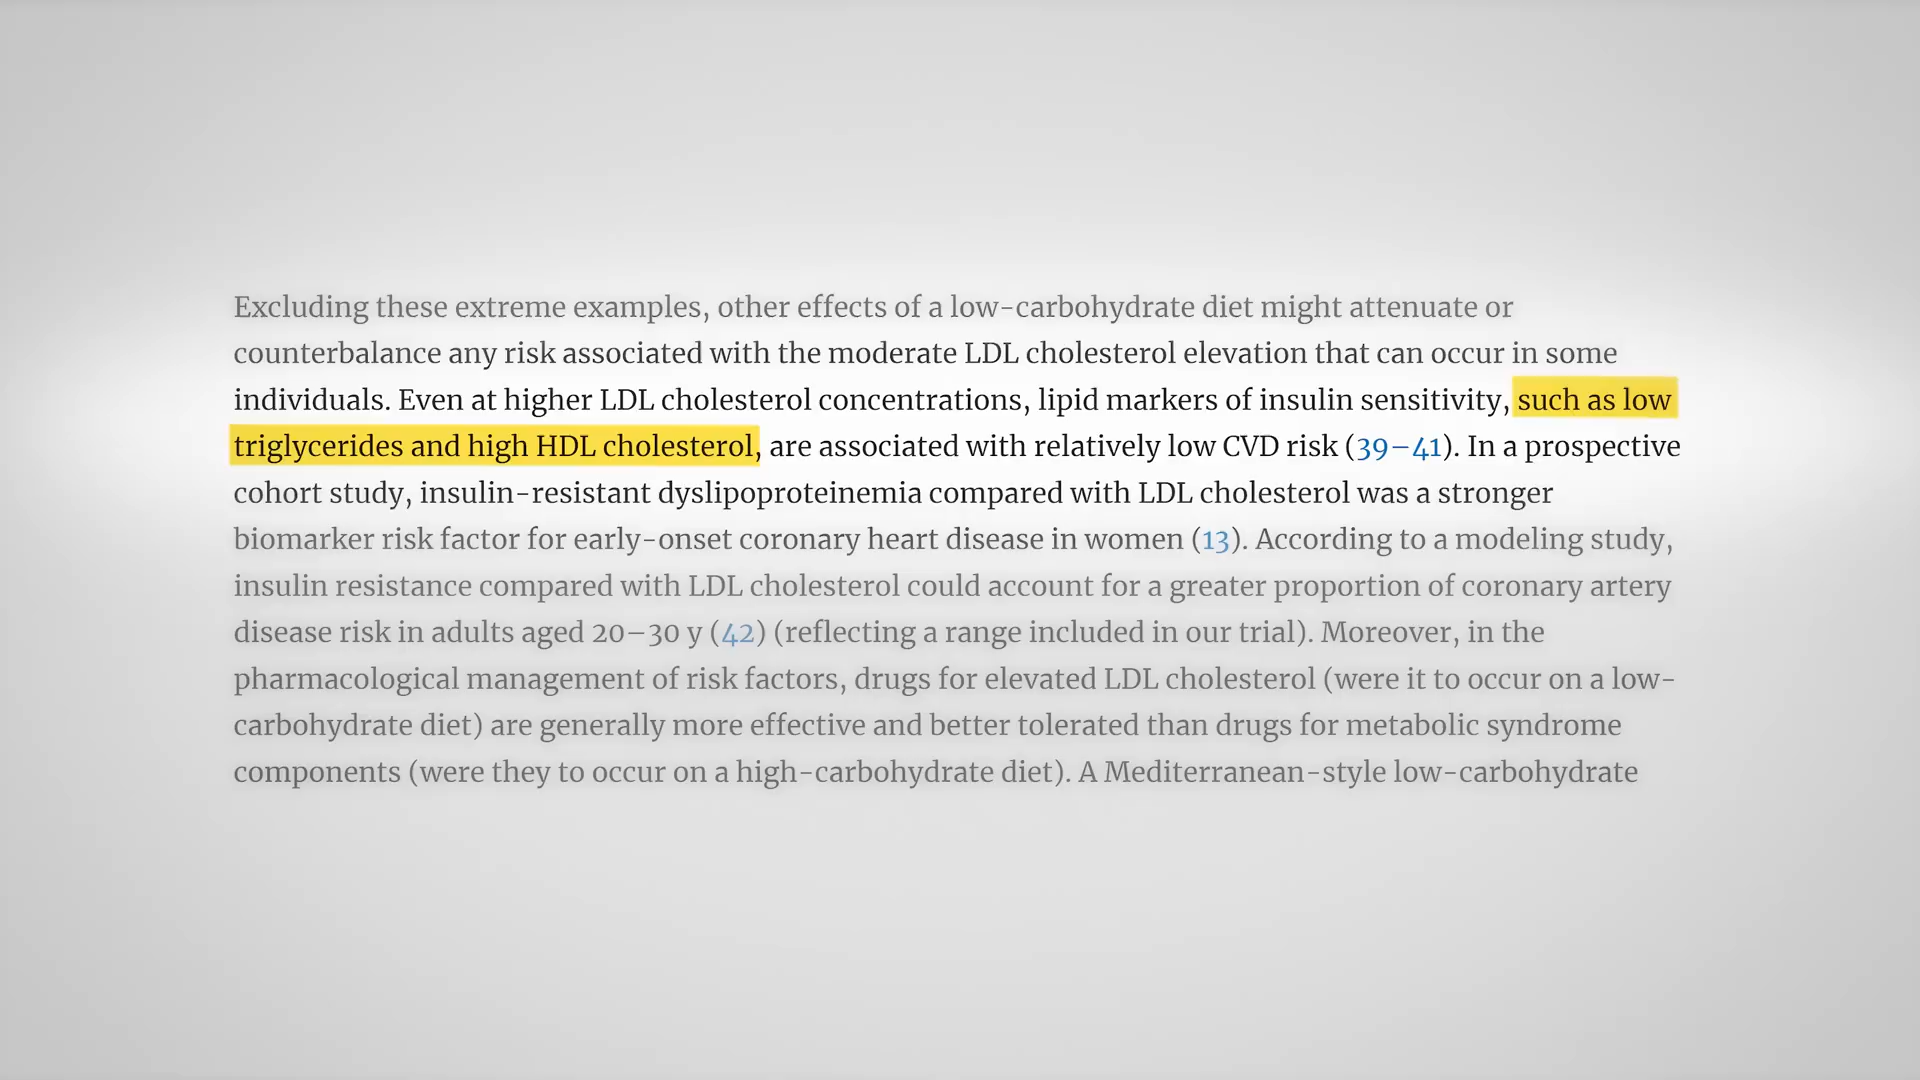 Excluding these extreme examples, other effects of a low-carbohydrate diet might attenuate or
counterbalance any risk associated with the moderate LDL cholesterol elevation that can occur in some
individuals. Even at higher LDL cholesterol concentrations, lipid markers of insulin sensitivity, such as low
triglycerides and high HDL cholesterol, are associated with relatively low CVD risk (39–41). In a prospective
cohort study, insulin-resistant dyslipoproteinemia compared with LDL cholesterol was a stronger
biomarker risk factor for early-onset coronary heart disease in women (13). According to a modeling study,
insulin resistance compared with LDL cholesterol could account for a greater proportion of coronary artery
disease risk in adults aged 20–30 y (42) (reflecting a range included in our trial). Moreover, in the
pharmacological management of risk factors, drugs for elevated LDL cholesterol (were it to occur on a low-
carbohydrate diet) are generally more effective and better tolerated than drugs for metabolic syndrome
components (were they to occur on a high-carbohydrate diet). A Mediterranean-style low-carbohydrate